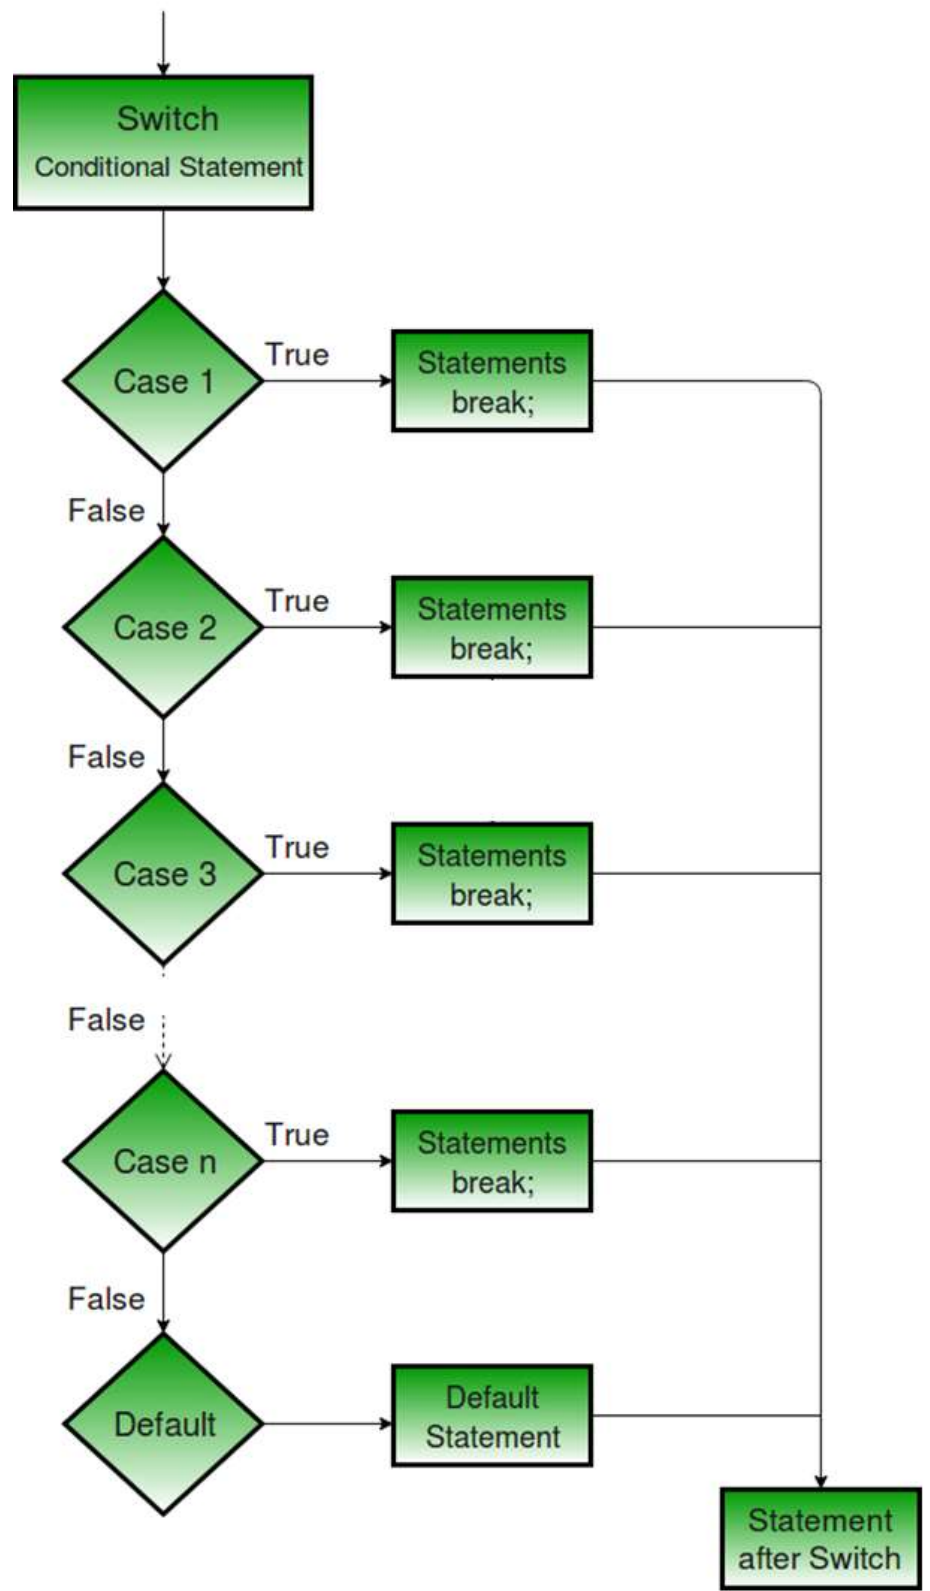 Switch
Conditional Statement
Case 1
True
Statements
break;
False
Case 2
True
Statements
break;
False
Case 3
True
Statements
break;
False
Case n
True
Statements
break;
False
Default
Default
Statement
Statement
after Switch